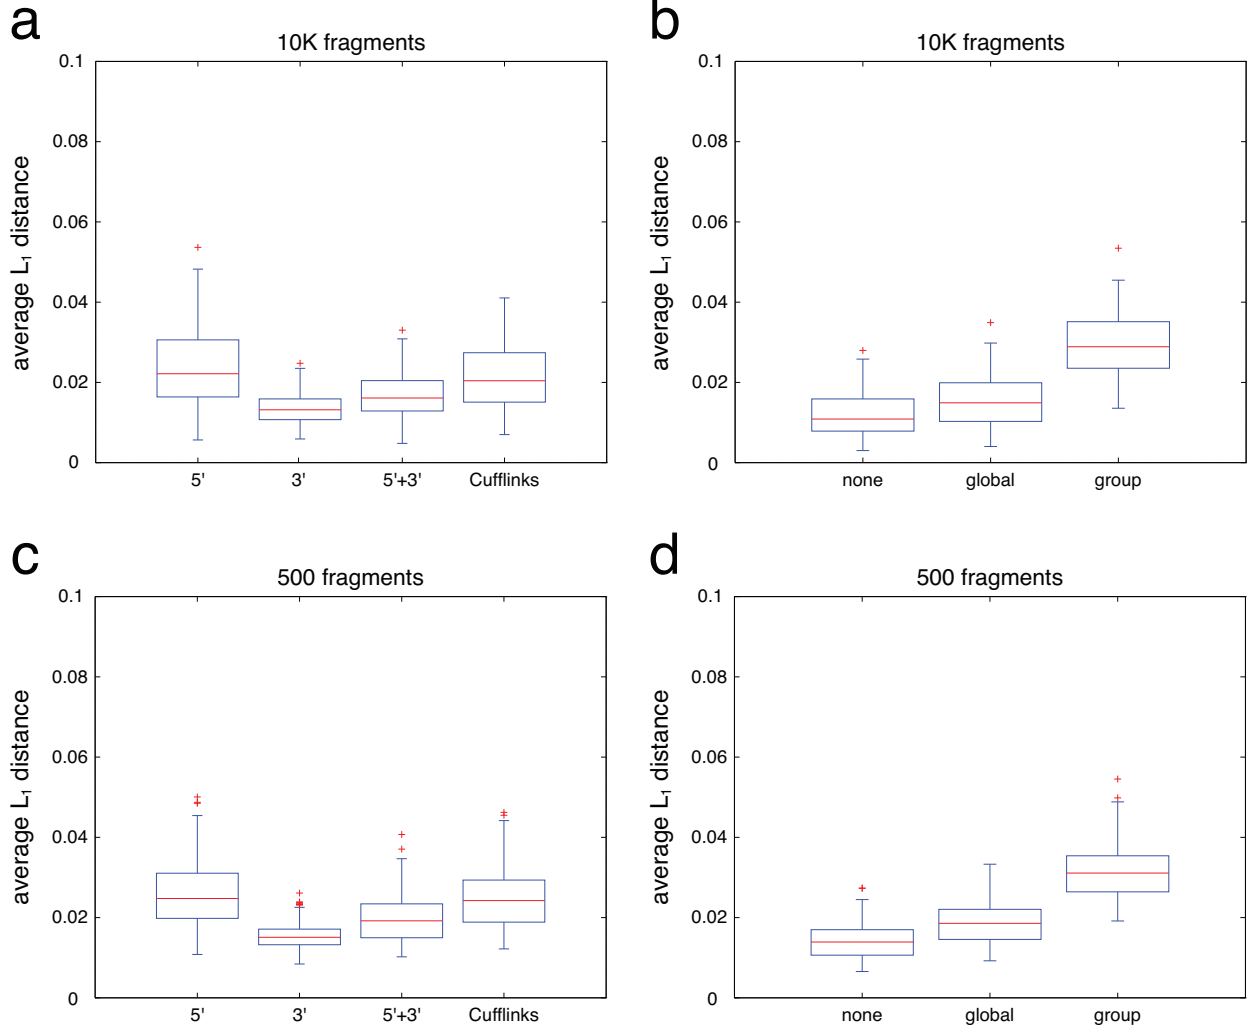 a
10K fragments
average L1 distance
0.1
0.08
0.06
0.04
0.02
0
5' 3' 5'+3' Cufflinks
b
10K fragments
average L1 distance
0.1
0.08
0.06
0.04
0.02
0
none global group
c
500 fragments
average L1 distance
0.1
0.08
0.06
0.04
0.02
0
5' 3' 5'+3' Cufflinks
d
500 fragments
average L1 distance
0.1
0.08
0.06
0.04
0.02
0
none global group